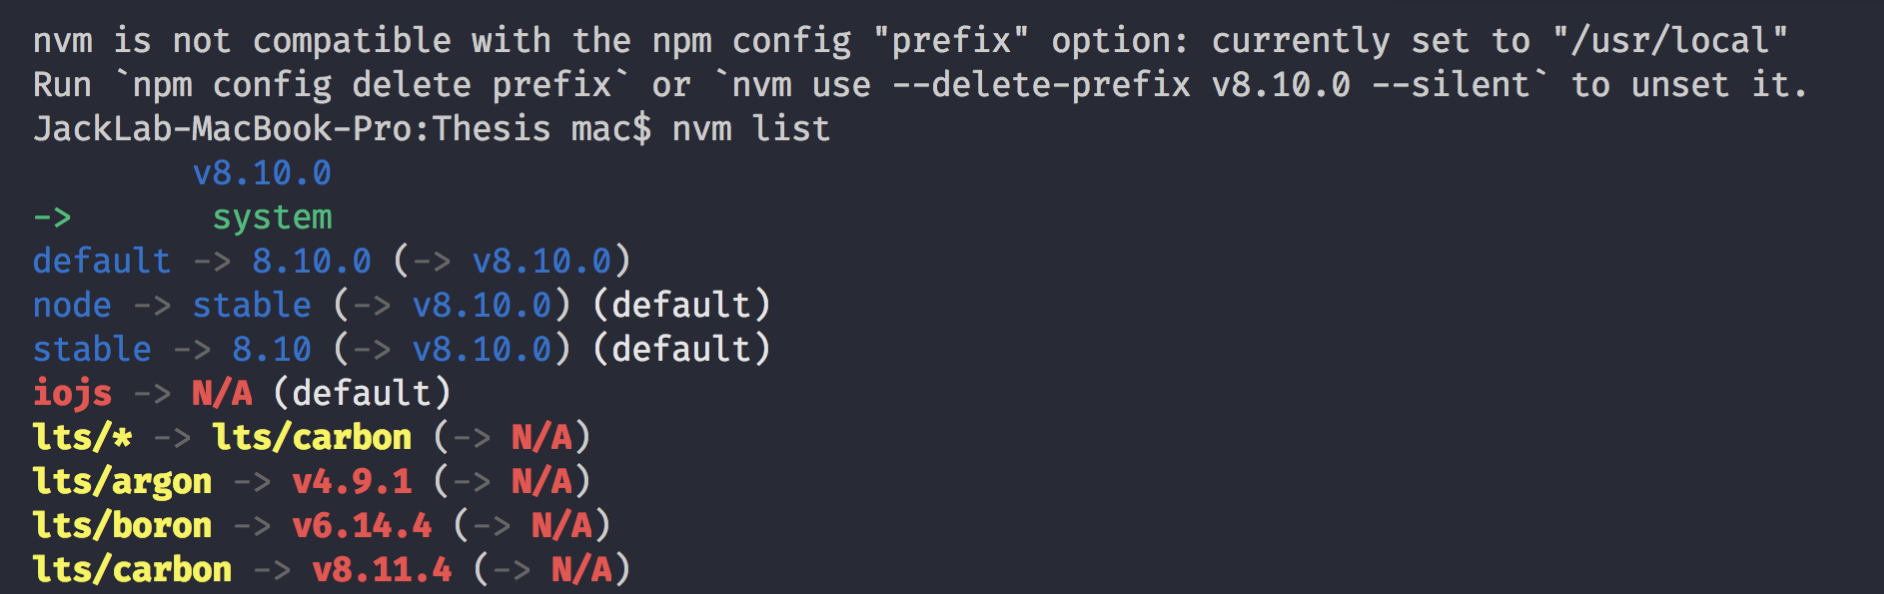 nvm is not compatible with the npm config "prefix" option: currently set to "/usr/local"
Run `npm config delete prefix` or `nvm use --delete-prefix v8.10.0 --silent` to unset it.
JackLab-MacBook-Pro:Thesis mac$ nvm list
        v8.10.0
->       system
default -> 8.10.0 (-> v8.10.0)
node -> stable (-> v8.10.0) (default)
stable -> 8.10 (-> v8.10.0) (default)
iojs -> N/A (default)
lts/* -> lts/carbon (-> N/A)
lts/argon -> v4.9.1 (-> N/A)
lts/boron -> v6.14.4 (-> N/A)
lts/carbon -> v8.11.4 (-> N/A)